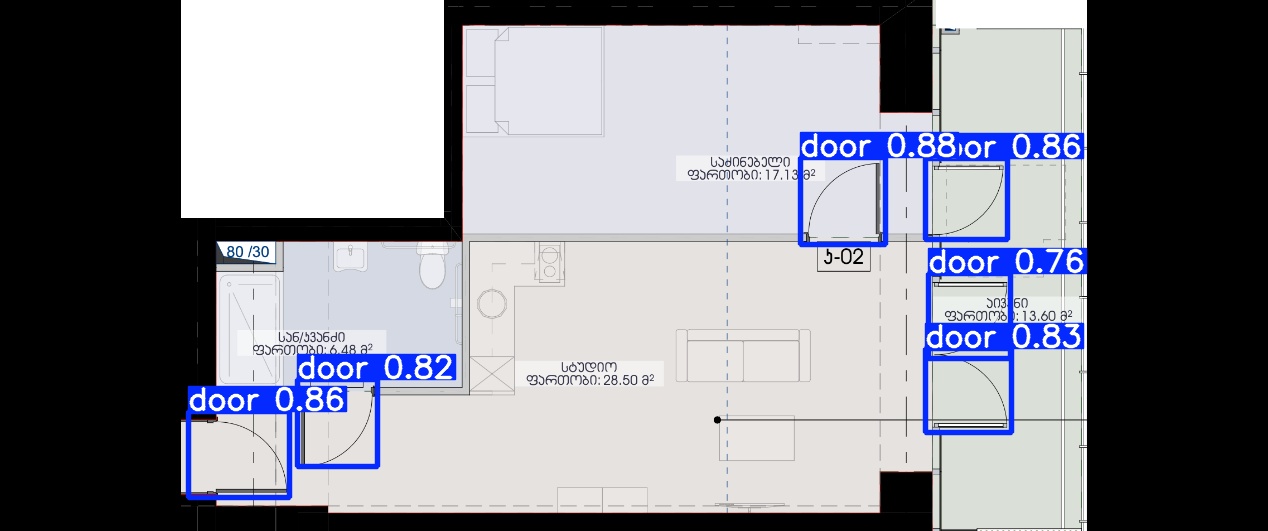 door 0.88
oor 0.86
საძინებელი
ფართობი: 17.13 მ²
80 /30
კ-02
door 0.76
აივანი
ფართობი: 13.60 მ²
door 0.83
სან/კვანძი
ფართობი: 6.48 მ²
door 0.82
სტუდიო
ფართობი: 28.50 მ²
door 0.86